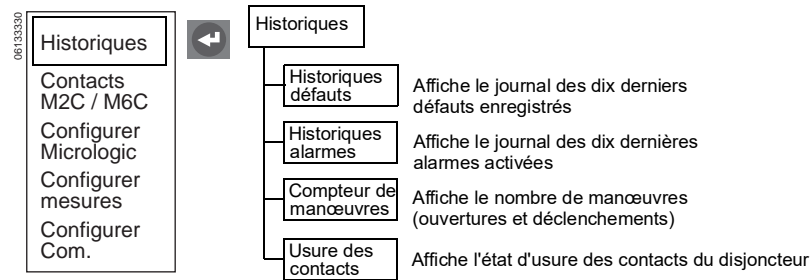 06133330
Historiques
Contacts
M2C / M6C
Configurer
Micrologic
Configurer
mesures
Configurer
Com.
Historiques
Historiques
défauts
Affiche le journal des dix derniers
défauts enregistrés
Historiques
alarmes
Affiche le journal des dix dernières
alarmes activées
Compteur de
manœuvres
Affiche le nombre de manœuvres
(ouvertures et déclenchements)
Usure des
contacts
Affiche l'état d'usure des contacts du disjoncteur